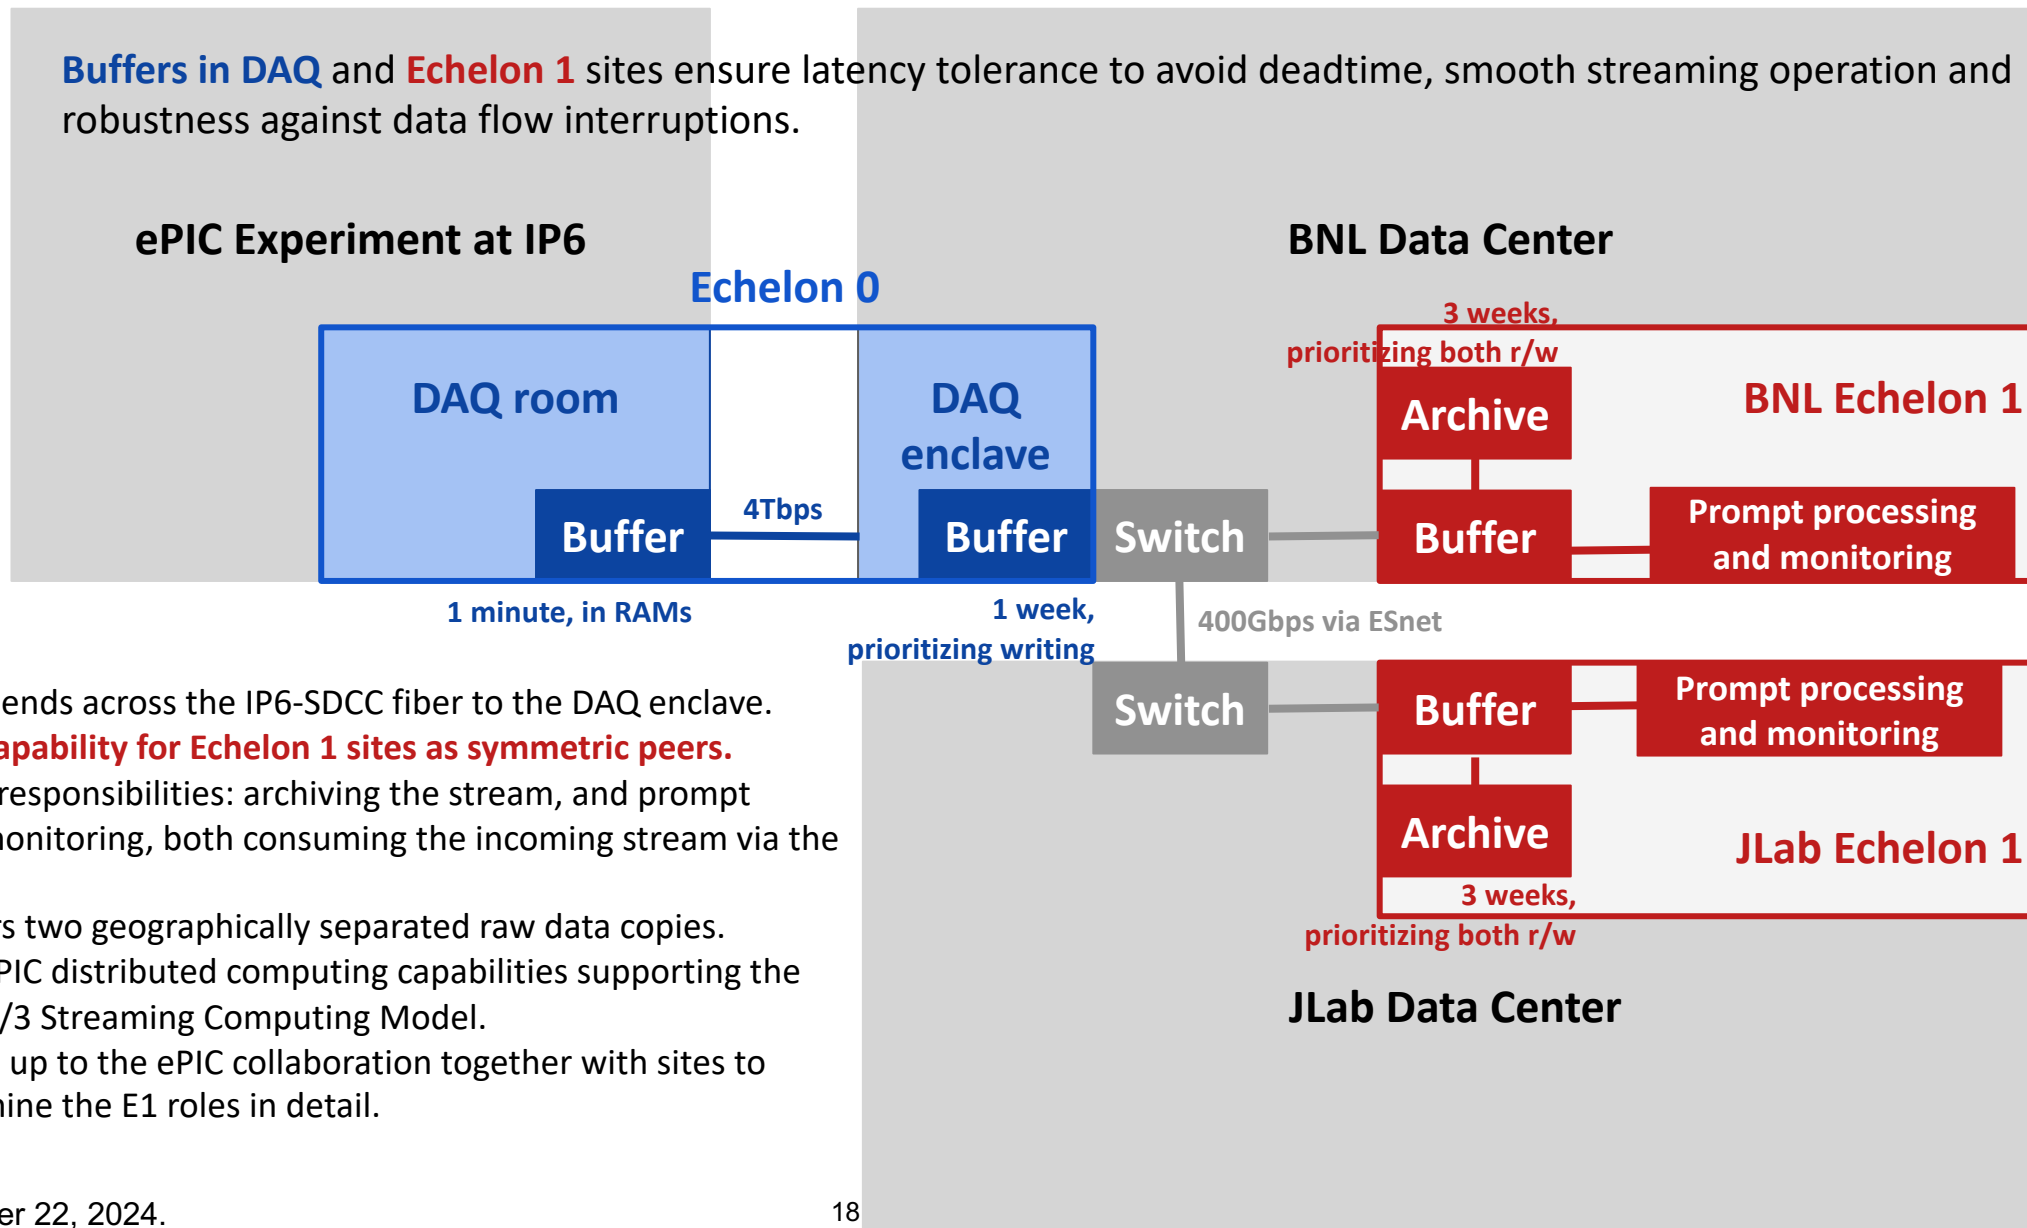 Buffers in DAQ and Echelon 1 sites ensure latency tolerance to avoid deadtime, smooth streaming operation and
robustness against data flow interruptions.
ePIC Experiment at IP6
BNL Data Center
Echelon 0
3 weeks,
prioritizing both r/w
DAQ room
DAQ
enclave
Archive
BNL Echelon 1
4Tbps
Buffer
Buffer
Switch
Buffer
Prompt processing
and monitoring
1 minute, in RAMs
1 week,
prioritizing writing
400Gbps via ESnet
Switch
Buffer
Prompt processing
and monitoring
Archive
JLab Echelon 1
3 weeks,
prioritizing both r/w
JLab Data Center
ends across the IP6-SDCC fiber to the DAQ enclave.
apability for Echelon 1 sites as symmetric peers.
responsibilities: archiving the stream, and prompt
nonitoring, both consuming the incoming stream via the
rs two geographically separated raw data copies.
PIC distributed computing capabilities supporting the
/3 Streaming Computing Model.
up to the ePIC collaboration together with sites to
nine the E1 roles in detail.
er 22, 2024.
18